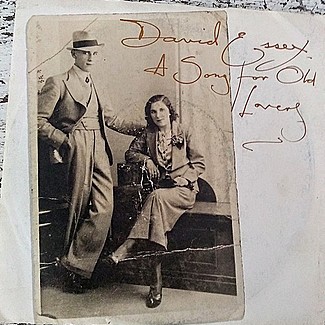 David Essex.
A Song for Old
Lovers